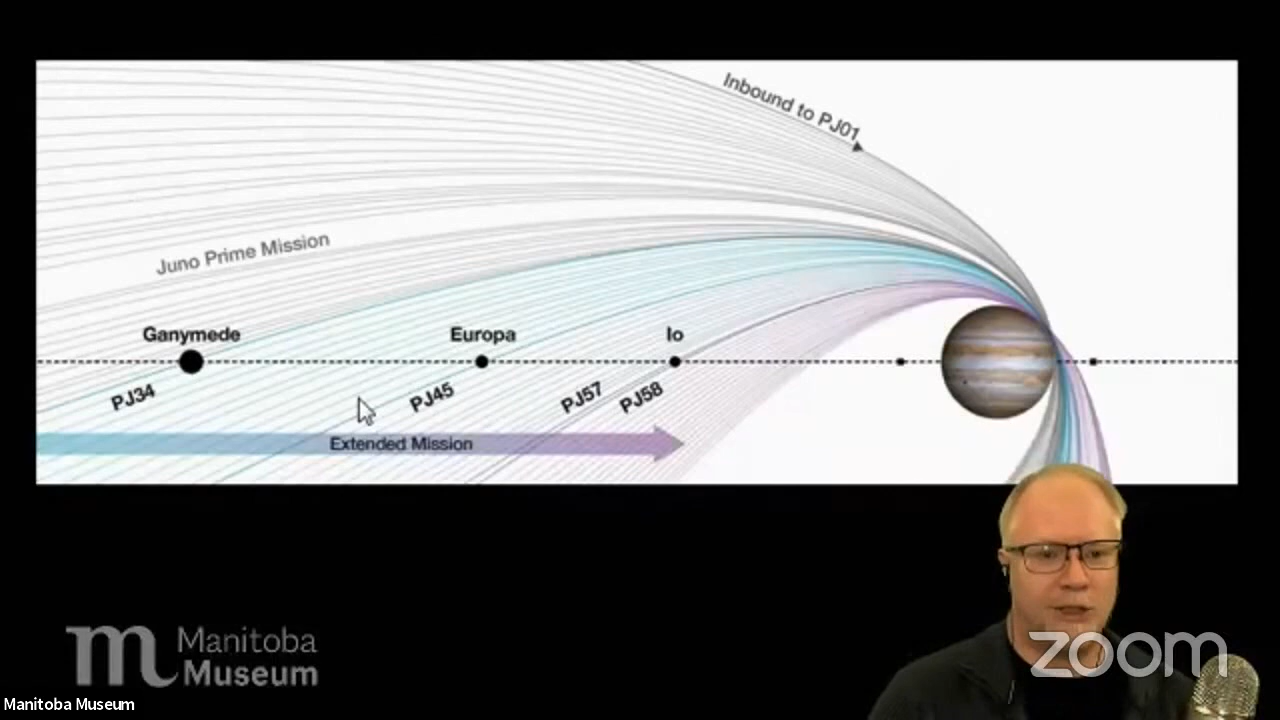 Inbound to PJ01
Juno Prime Mission
Ganymede
Europa
Io
PJ34
PJ45
PJ57
PJ58
Extended Mission
m Manitoba
Museum
zoom
Manitoba Museum